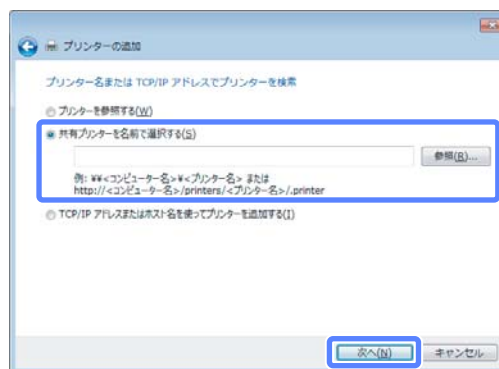 プリンターの追加
プリンター名または TCP/IP アドレスでプリンターを検索
プリンターを参照する(W)
共有プリンターを名前で選択する(S)
参照(R)...
例: ¥¥<コンピューター名>¥<プリンター名> または
http://<コンピューター名>/printers/<プリンター名>/.printer
TCP/IP アドレスまたはホスト名を使ってプリンターを追加する(I)
次へ(N)
キャンセル